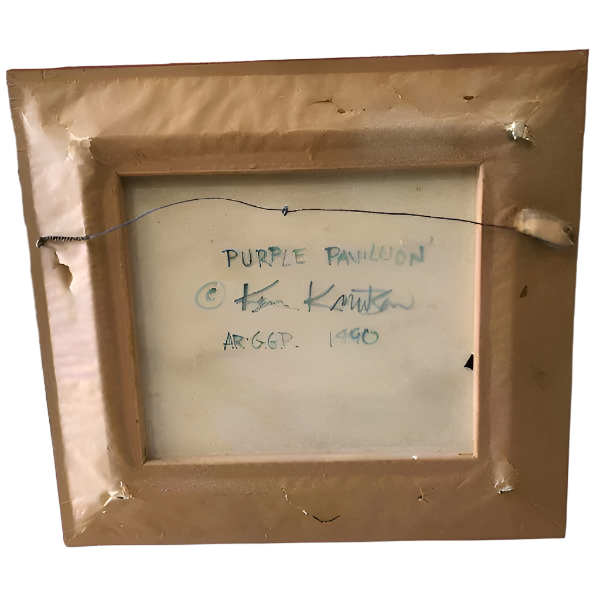 PURPLE PAVILLION'
© Ken Knutson
AR.G.G.P. 1990